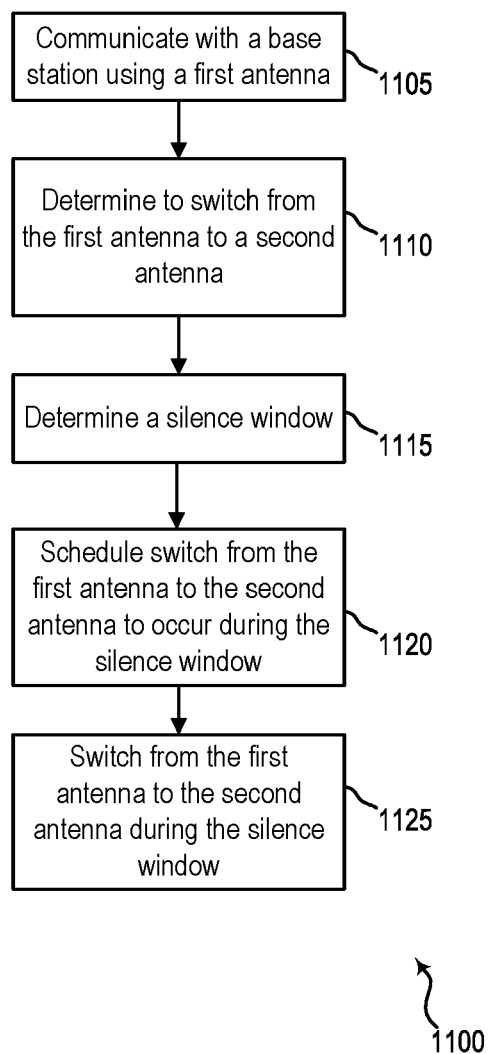 Communicate with a base
station using a first antenna
1105
Determine to switch from
the first antenna to a second
antenna
1110
Determine a silence window
1115
Schedule switch from the
first antenna to the second
antenna to occur during the
silence window
1120
Switch from the first
antenna to the second
antenna during the silence
window
1125
1100